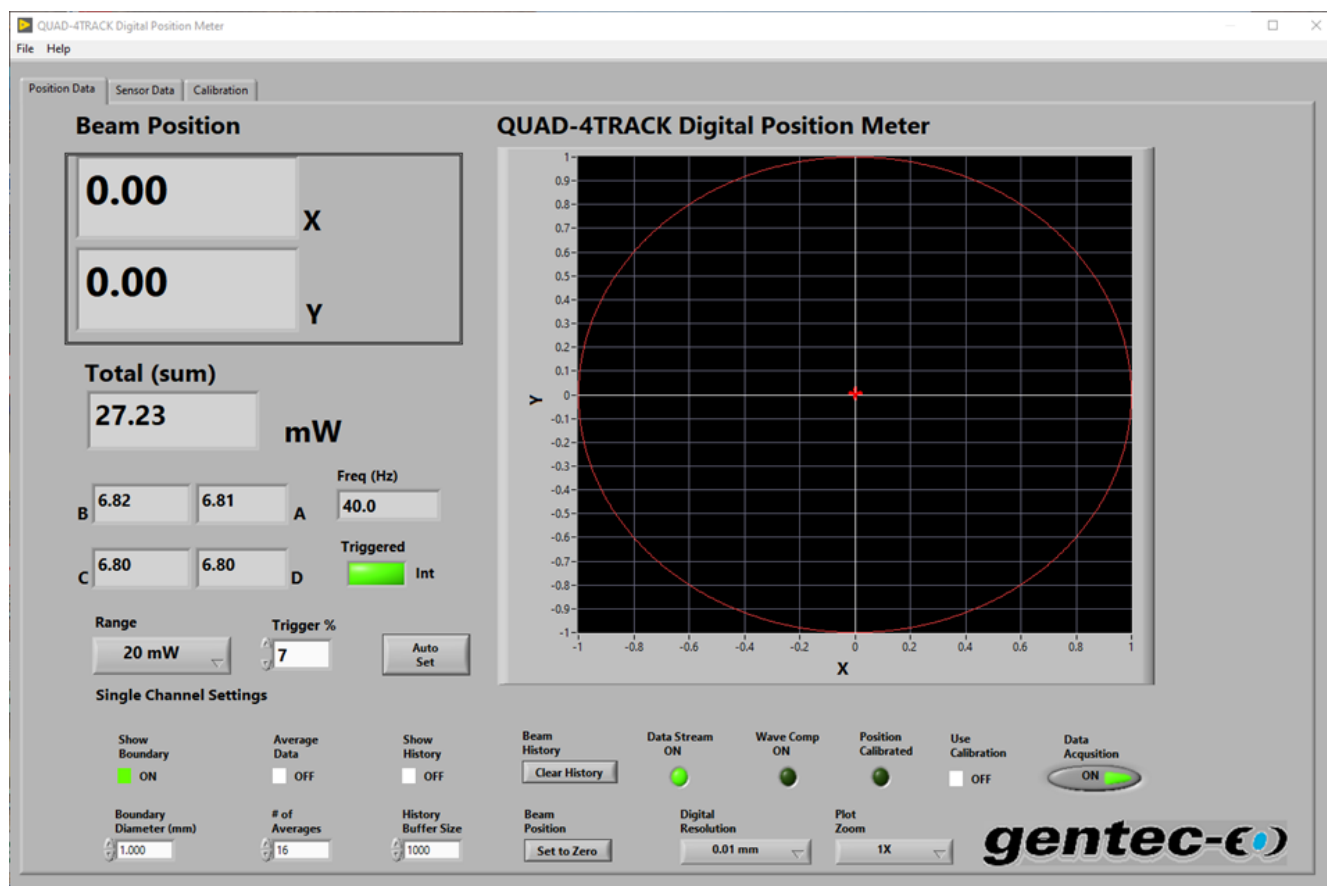 QUAD-4TRACK Digital Position Meter
File Help
Position Data Sensor Data Calibration
Beam Position
0.00 X
0.00 Y
Total (sum)
27.23 mW
B 6.82 6.81 A
C 6.80 6.80 D
Freq (Hz)
40.0
Triggered
Int
Range
20 mW
Trigger %
7
Auto
Set
Single Channel Settings
QUAD-4TRACK Digital Position Meter
1
0.9
0.8
0.7
0.6
0.5
0.4
0.3
0.2
0.1
0
-0.1
-0.2
-0.3
-0.4
-0.5
-0.6
-0.7
-0.8
-0.9
-1
Y
-1 -0.8 -0.6 -0.4 -0.2 0 0.2 0.4 0.6 0.8 1
X
Show
Boundary
ON
Average
Data
OFF
Show
History
OFF
Beam
History
Clear History
Data Stream
ON
Wave Comp
ON
Position
Calibrated
Use
Calibration
OFF
Data
Acqusition
ON
Boundary
Diameter (mm)
1.000
# of
Averages
16
History
Buffer Size
1000
Beam
Position
Set to Zero
Digital
Resolution
0.01 mm
Plot
Zoom
1X
gentec-eo